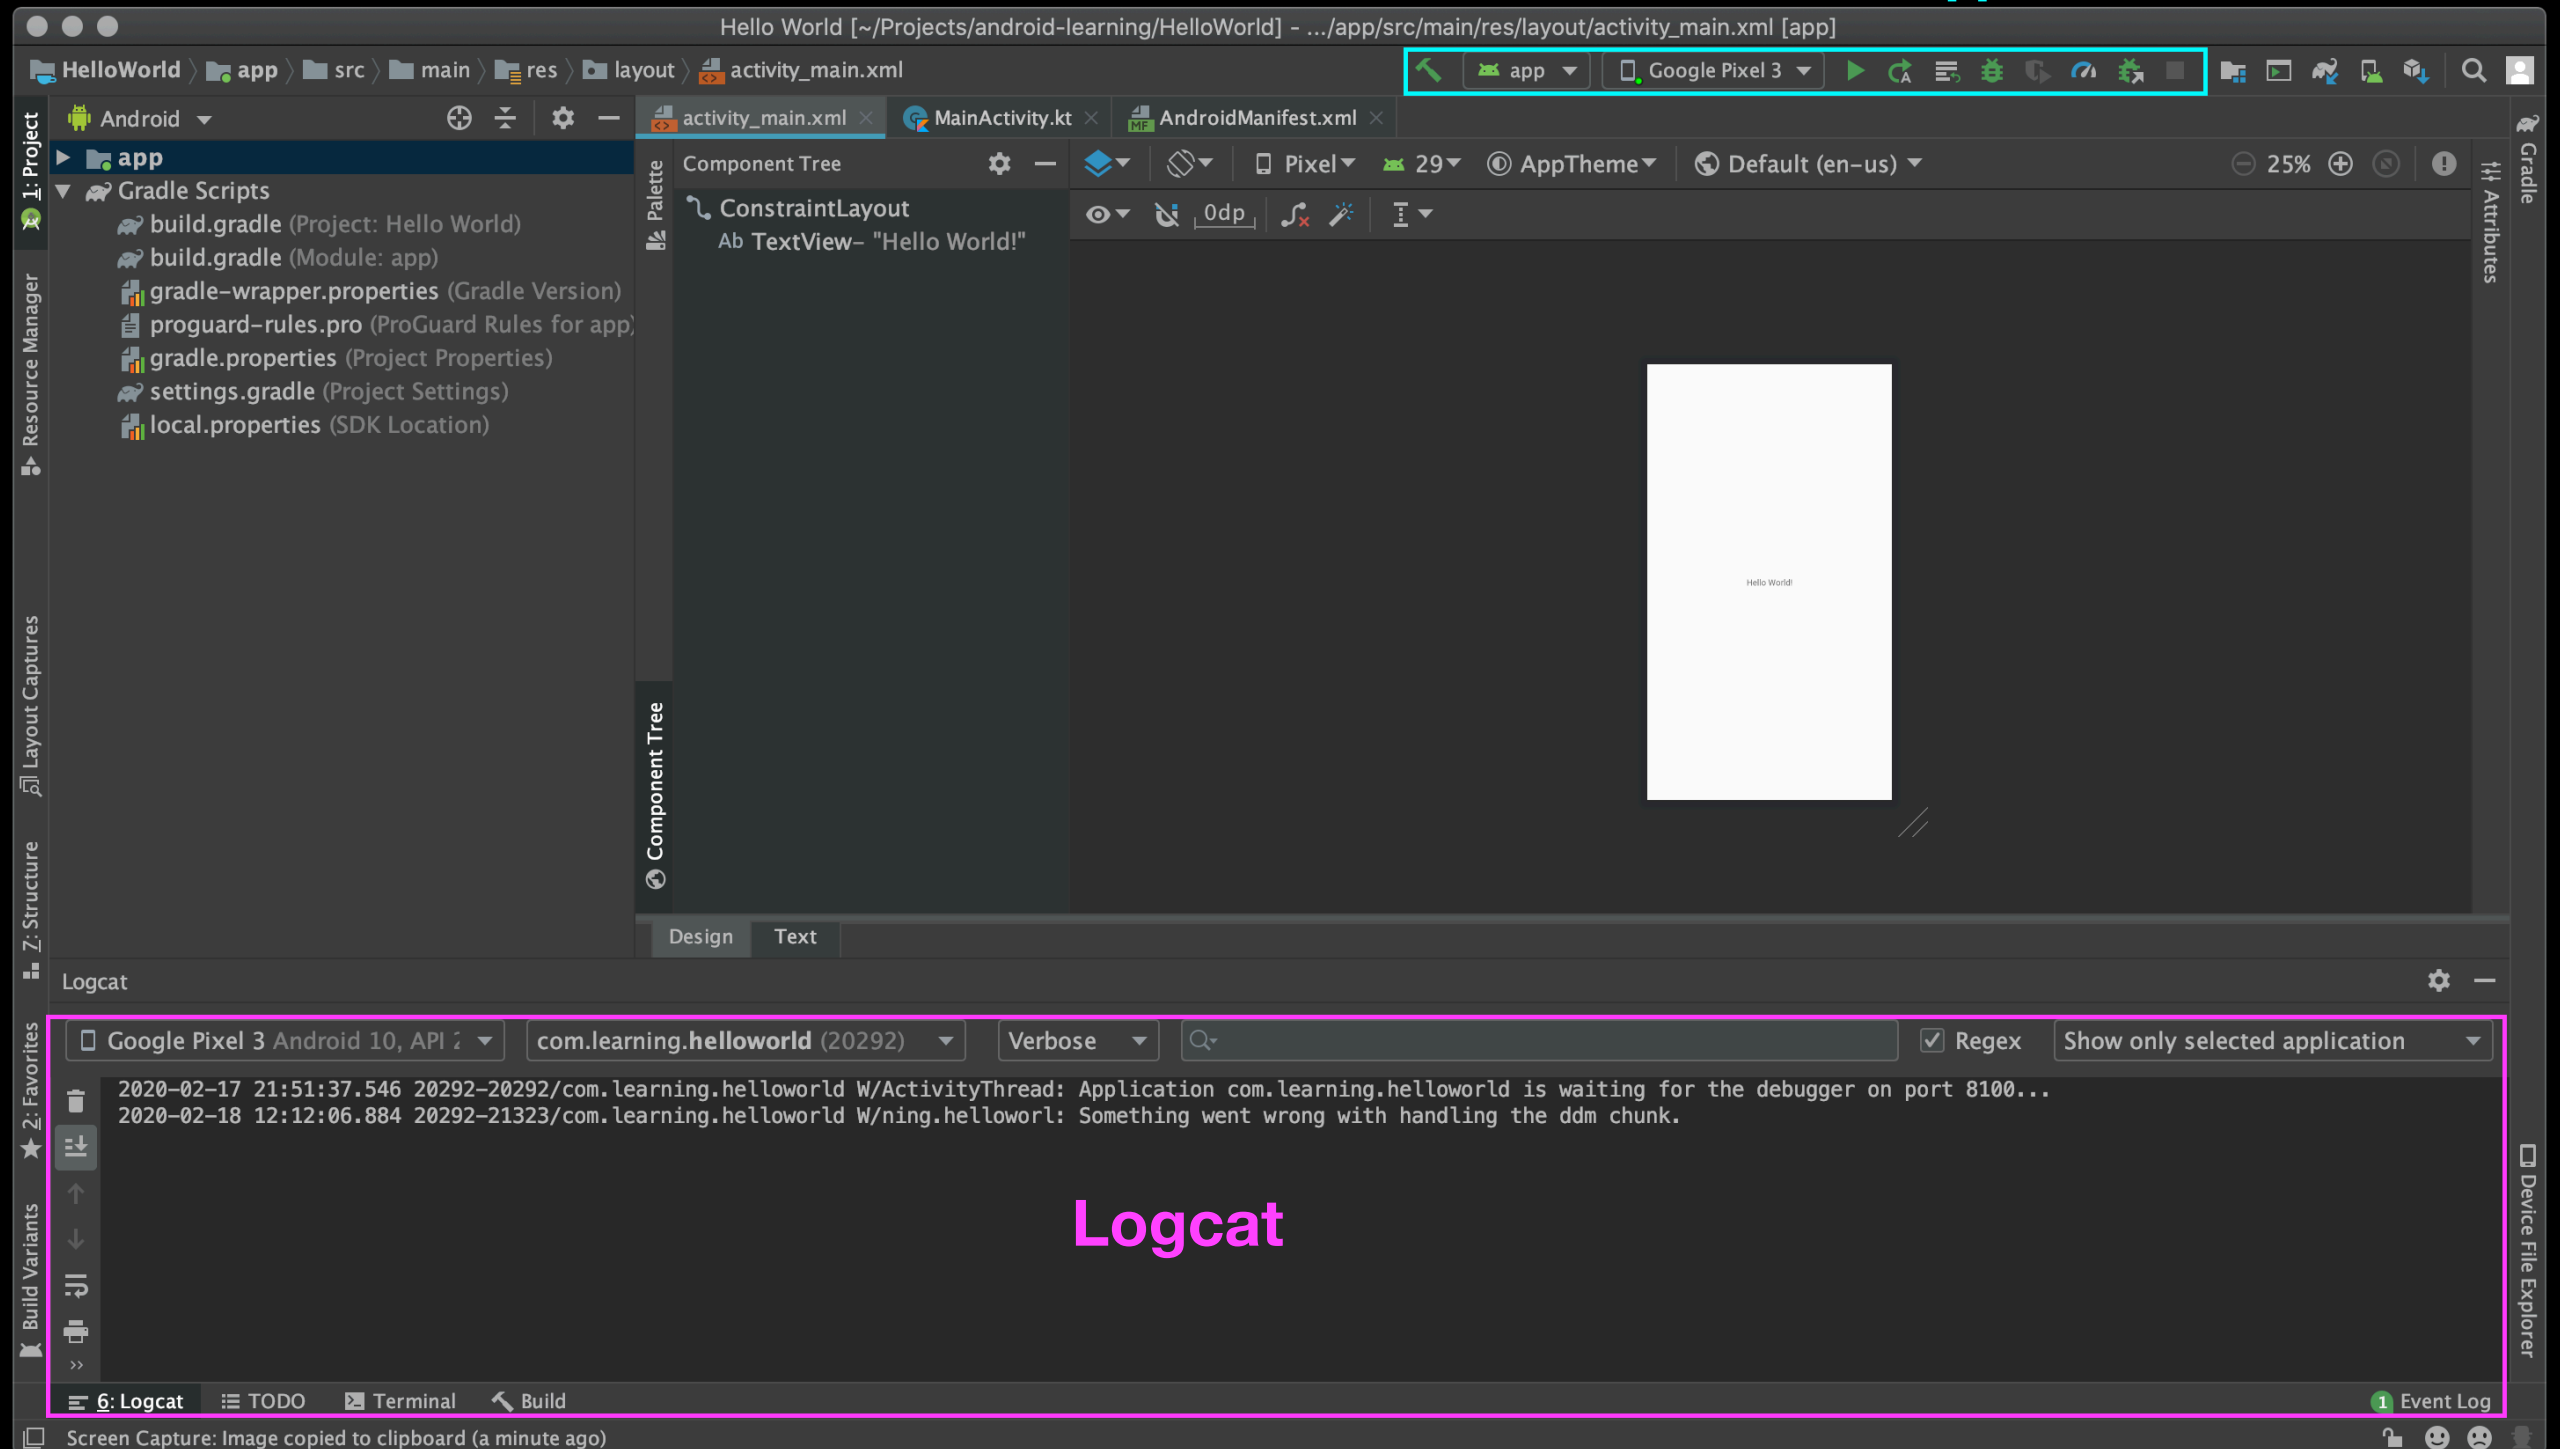 Hello World [~/Projects/android-learning/HelloWorld] - .../app/src/main/res/layout/activity_main.xml [app]
HelloWorld app src main res layout activity_main.xml
app Google Pixel 3
1: Project
Resource Manager
Layout Captures
7: Structure
2: Favorites
Build Variants
Android
app
Gradle Scripts
build.gradle (Project: Hello World)
build.gradle (Module: app)
gradle-wrapper.properties (Gradle Version)
proguard-rules.pro (ProGuard Rules for app)
gradle.properties (Project Properties)
settings.gradle (Project Settings)
local.properties (SDK Location)
activity_main.xml MainActivity.kt MF AndroidManifest.xml
Palette
Component Tree
Component Tree
ConstraintLayout
Ab TextView- "Hello World!"
Pixel 29 AppTheme Default (en-us) 25%
0dp
Hello World!
Attributes
Gradle
Device File Explorer
Design Text
Logcat
Google Pixel 3 Android 10, API com.learning.helloworld (20292) Verbose Regex Show only selected application
2020-02-17 21:51:37.546 20292-20292/com.learning.helloworld W/ActivityThread: Application com.learning.helloworld is waiting for the debugger on port 8100...
2020-02-18 12:12:06.884 20292-21323/com.learning.helloworld W/ning.helloworl: Something went wrong with handling the ddm chunk.
Logcat
6: Logcat TODO Terminal Build 1 Event Log
Screen Capture: Image copied to clipboard (a minute ago)